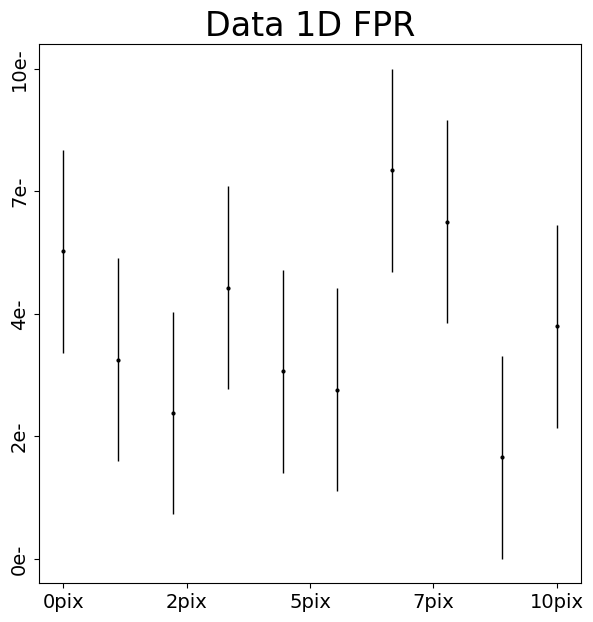 Data 1D FPR
10e-
7e-
4e-
2e-
0e-
0pix 2pix 5pix 7pix 10pix